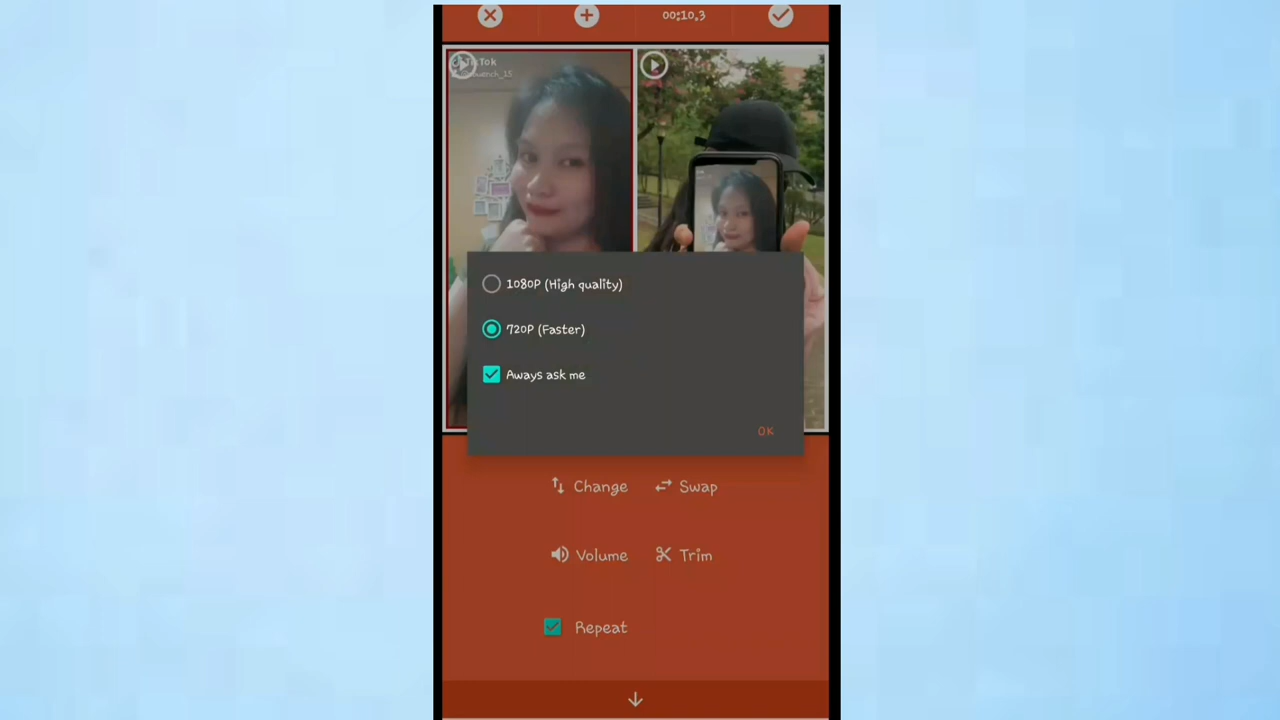 00:10.3
TikTok
1080P (High quality)
720P (Faster)
Aways ask me
OK
Change
Swap
Volume
Trim
Repeat